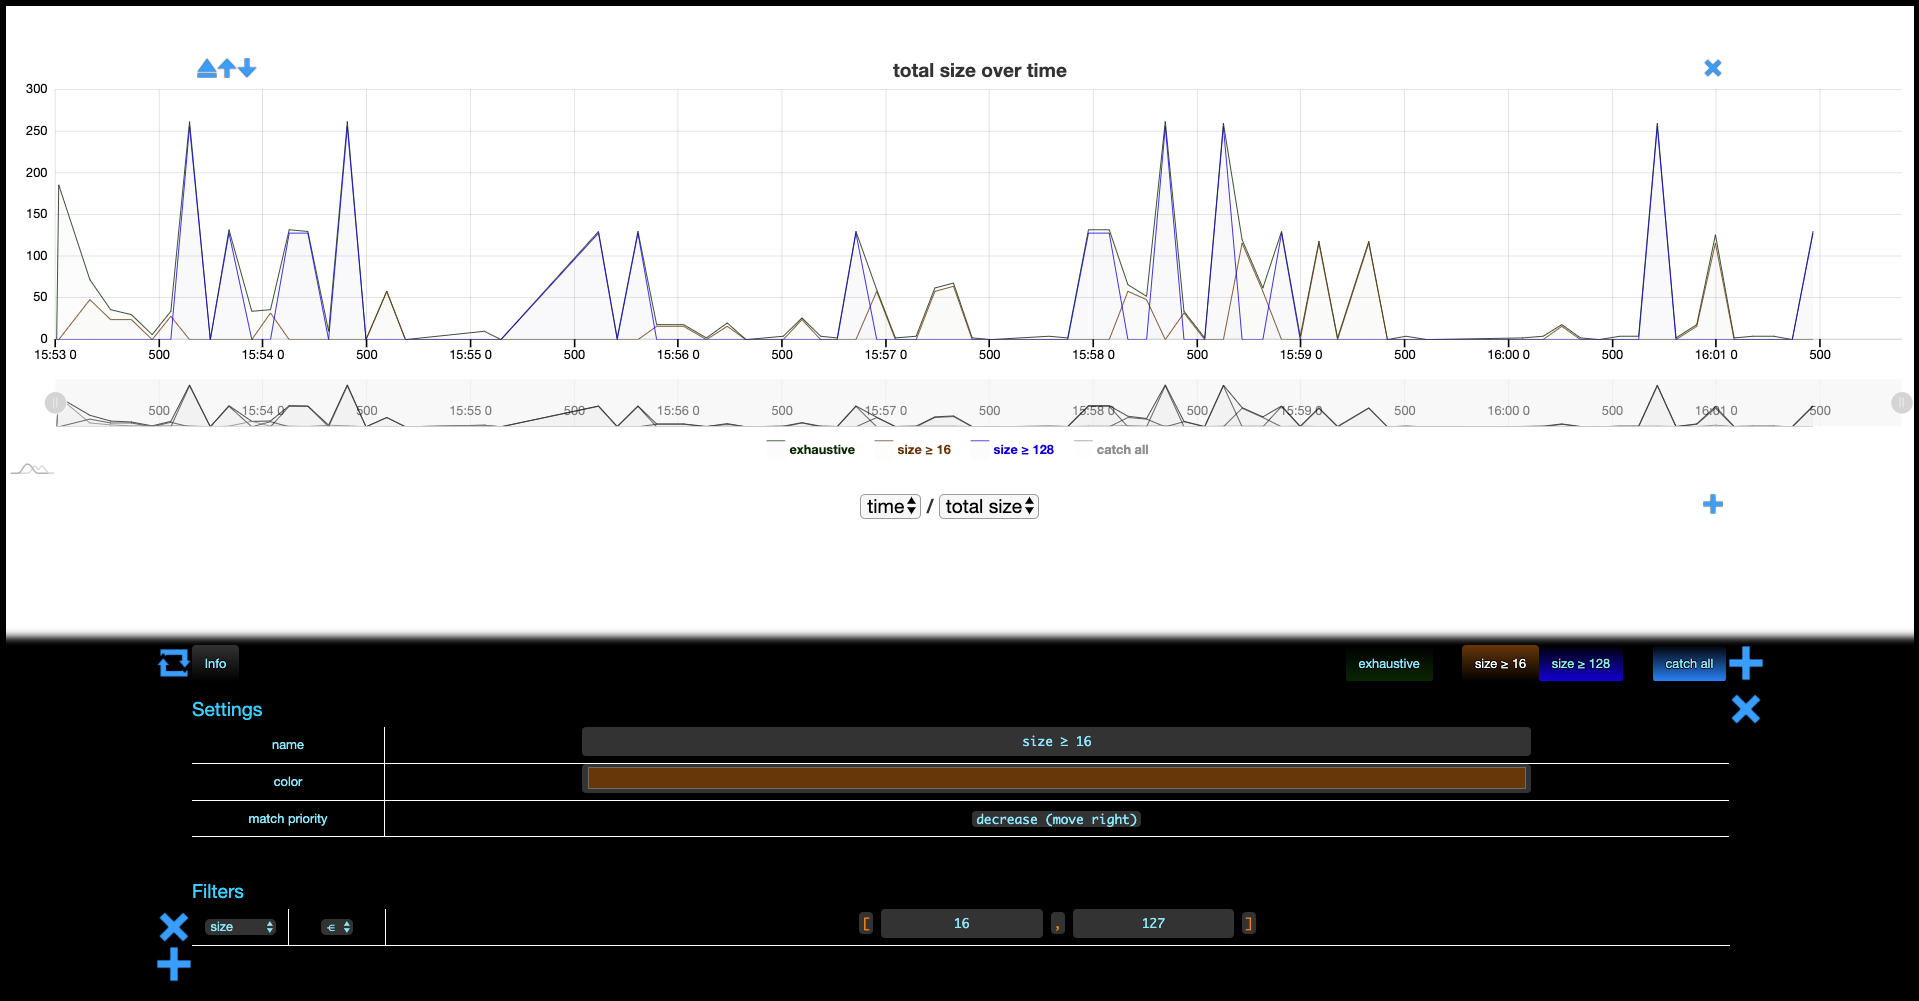 total size over time
300
250
200
150
100
50
0
15:53 0 500 15:54 0 500 15:55 0 500 15:56 0 500 15:57 0 500 15:58 0 500 15:59 0 500 16:00 0 500 16:01 0 500
500 15:54 0 500 15:55 0 500 15:56 0 500 15:57 0 500 15:58 0 500 15:59 0 500 16:00 0 500 16:01 0 500
exhaustive size ≥ 16 size ≥ 128 catch all
time / total size
Info exhaustive size ≥ 16 size ≥ 128 catch all
Settings
name size ≥ 16
color
match priority decrease (move right)
Filters
size ∈ [ 16 , 127 ]